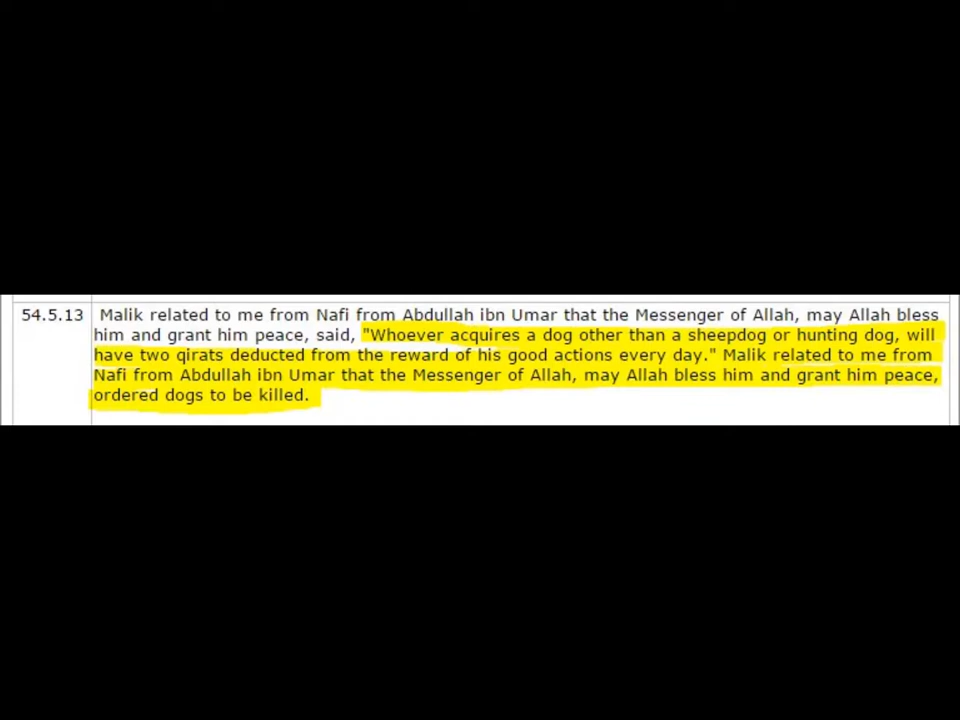 54.5.13 Malik related to me from Nafi from Abdullah ibn Umar that the Messenger of Allah, may Allah bless
him and grant him peace, said, "Whoever acquires a dog other than a sheepdog or hunting dog, will
have two qirats deducted from the reward of his good actions every day." Malik related to me from
Nafi from Abdullah ibn Umar that the Messenger of Allah, may Allah bless him and grant him peace,
ordered dogs to be killed.